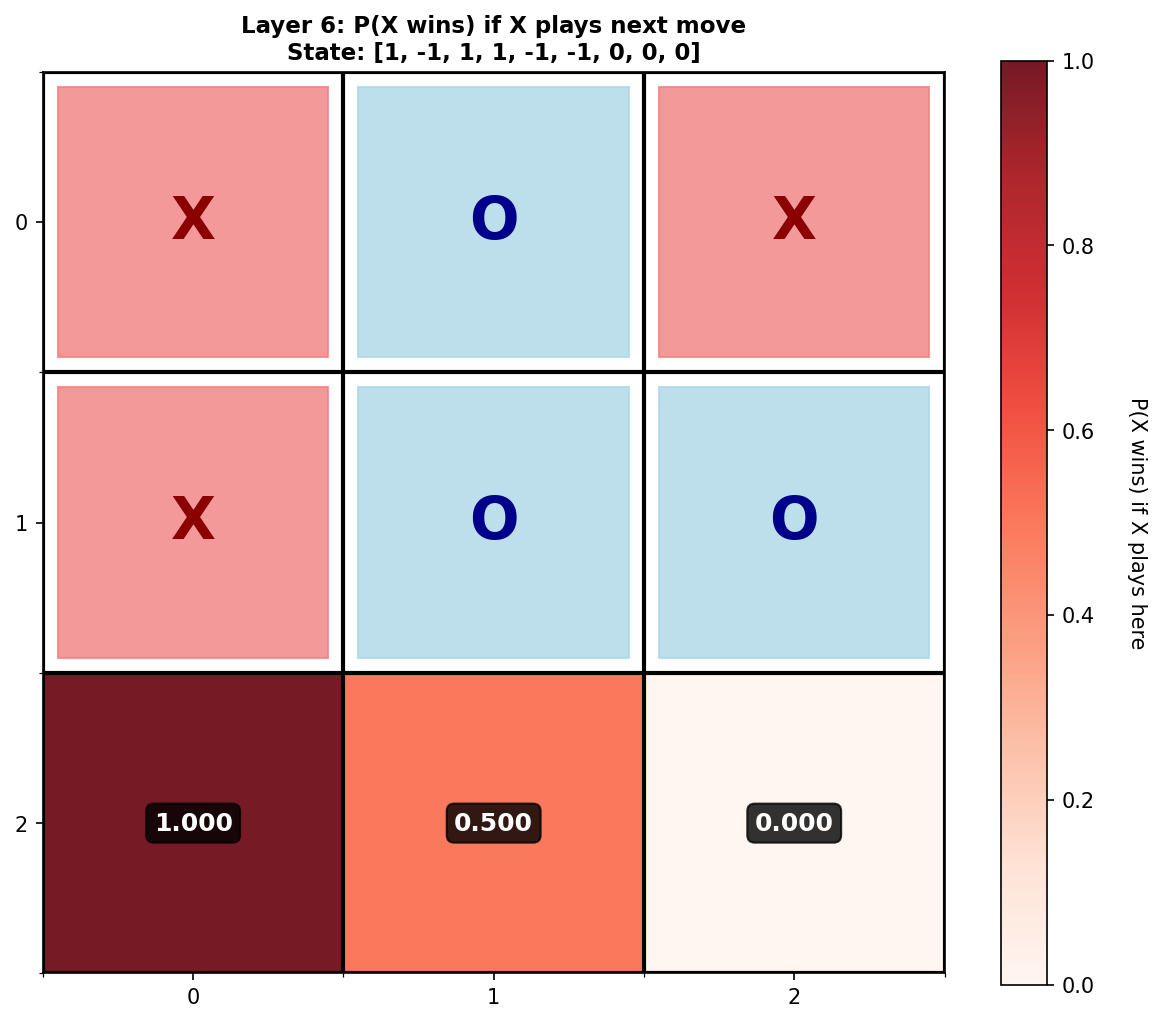 Layer 6: P(X wins) if X plays next move
State: [1, -1, 1, 1, -1, -1, 0, 0, 0]
0
X
O
X
1
X
O
O
2
1.000
0.500
0.000
0
1
2
1.0
0.8
0.6
0.4
0.2
0.0
P(X wins) if X plays here